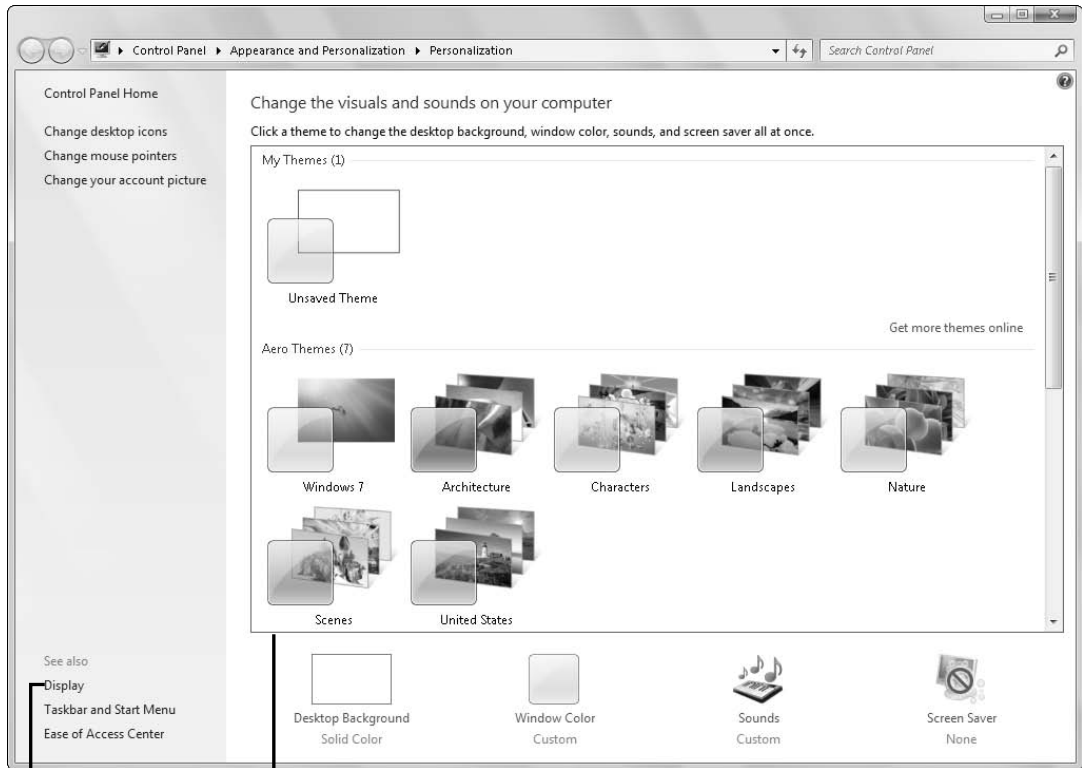 Control Panel ▸ Appearance and Personalization ▸ Personalization
Search Control Panel
Control Panel Home
Change desktop icons
Change mouse pointers
Change your account picture
Change the visuals and sounds on your computer
Click a theme to change the desktop background, window color, sounds, and screen saver all at once.
My Themes (1)
Unsaved Theme
Get more themes online
Aero Themes (7)
Windows 7
Architecture
Characters
Landscapes
Nature
Scenes
United States
See also
Display
Taskbar and Start Menu
Ease of Access Center
Desktop Background
Solid Color
Window Color
Custom
Sounds
Custom
Screen Saver
None